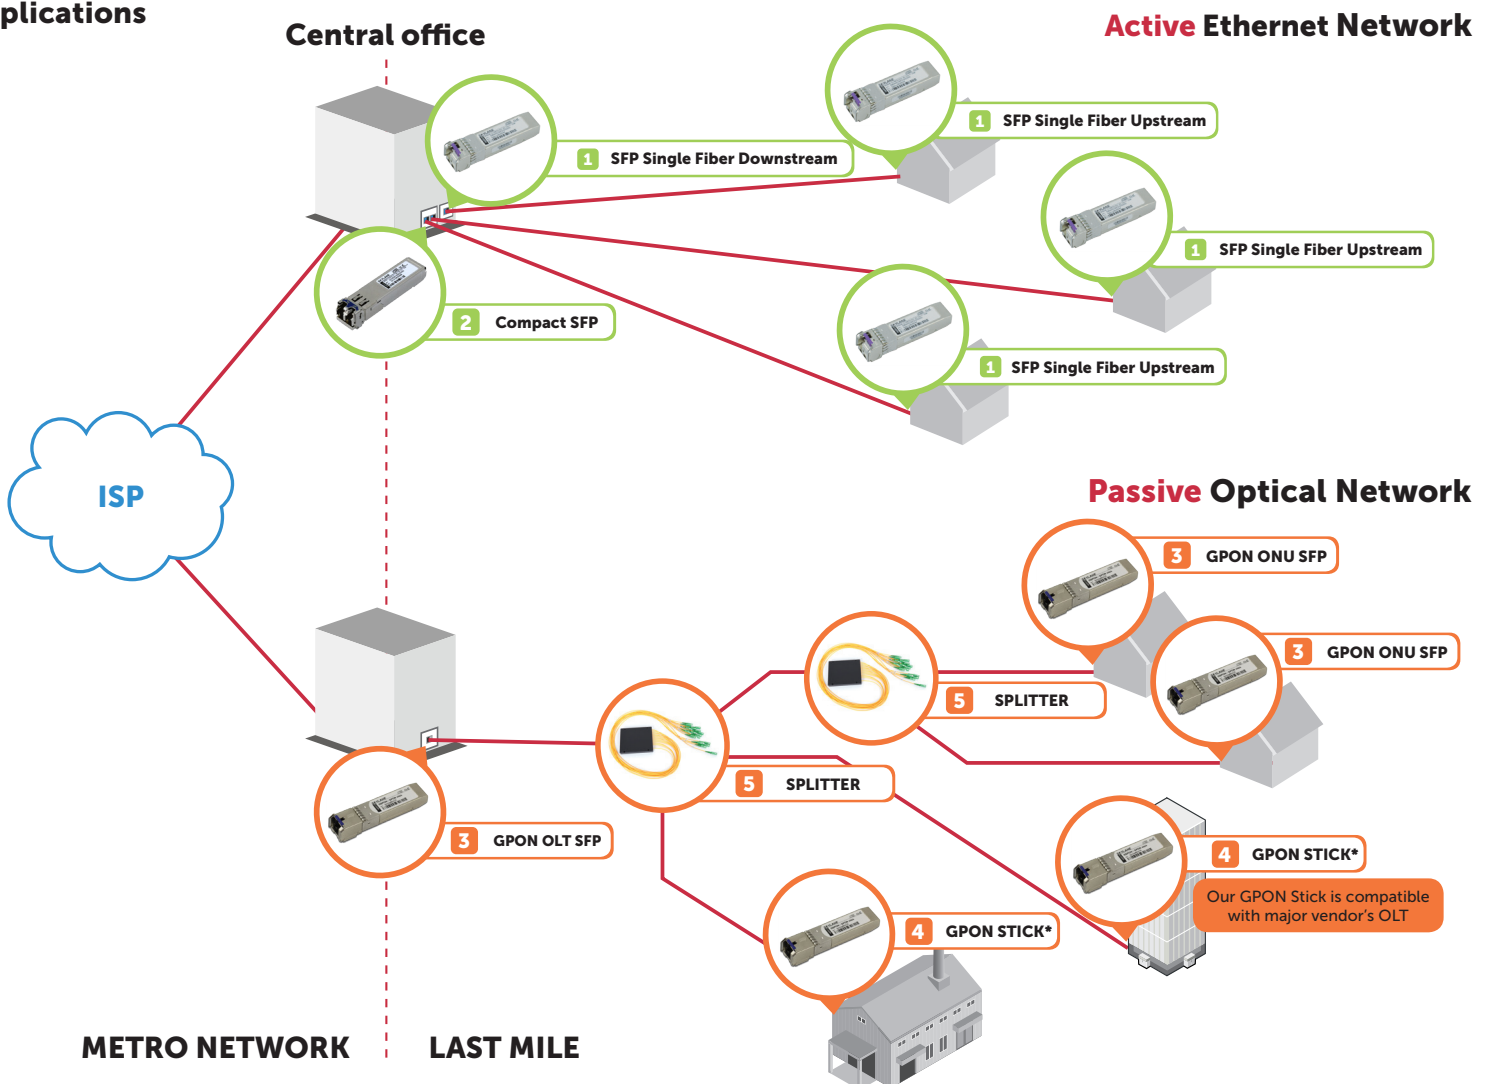 plications
Central office
Active Ethernet Network
1 SFP Single Fiber Upstream
1 SFP Single Fiber Downstream
1 SFP Single Fiber Upstream
2 Compact SFP
1 SFP Single Fiber Upstream
ISP
Passive Optical Network
3 GPON ONU SFP
3 GPON ONU SFP
5 SPLITTER
5 SPLITTER
3 GPON OLT SFP
4 GPON STICK*
Our GPON Stick is compatible
with major vendor's OLT
4 GPON STICK*
METRO NETWORK
LAST MILE